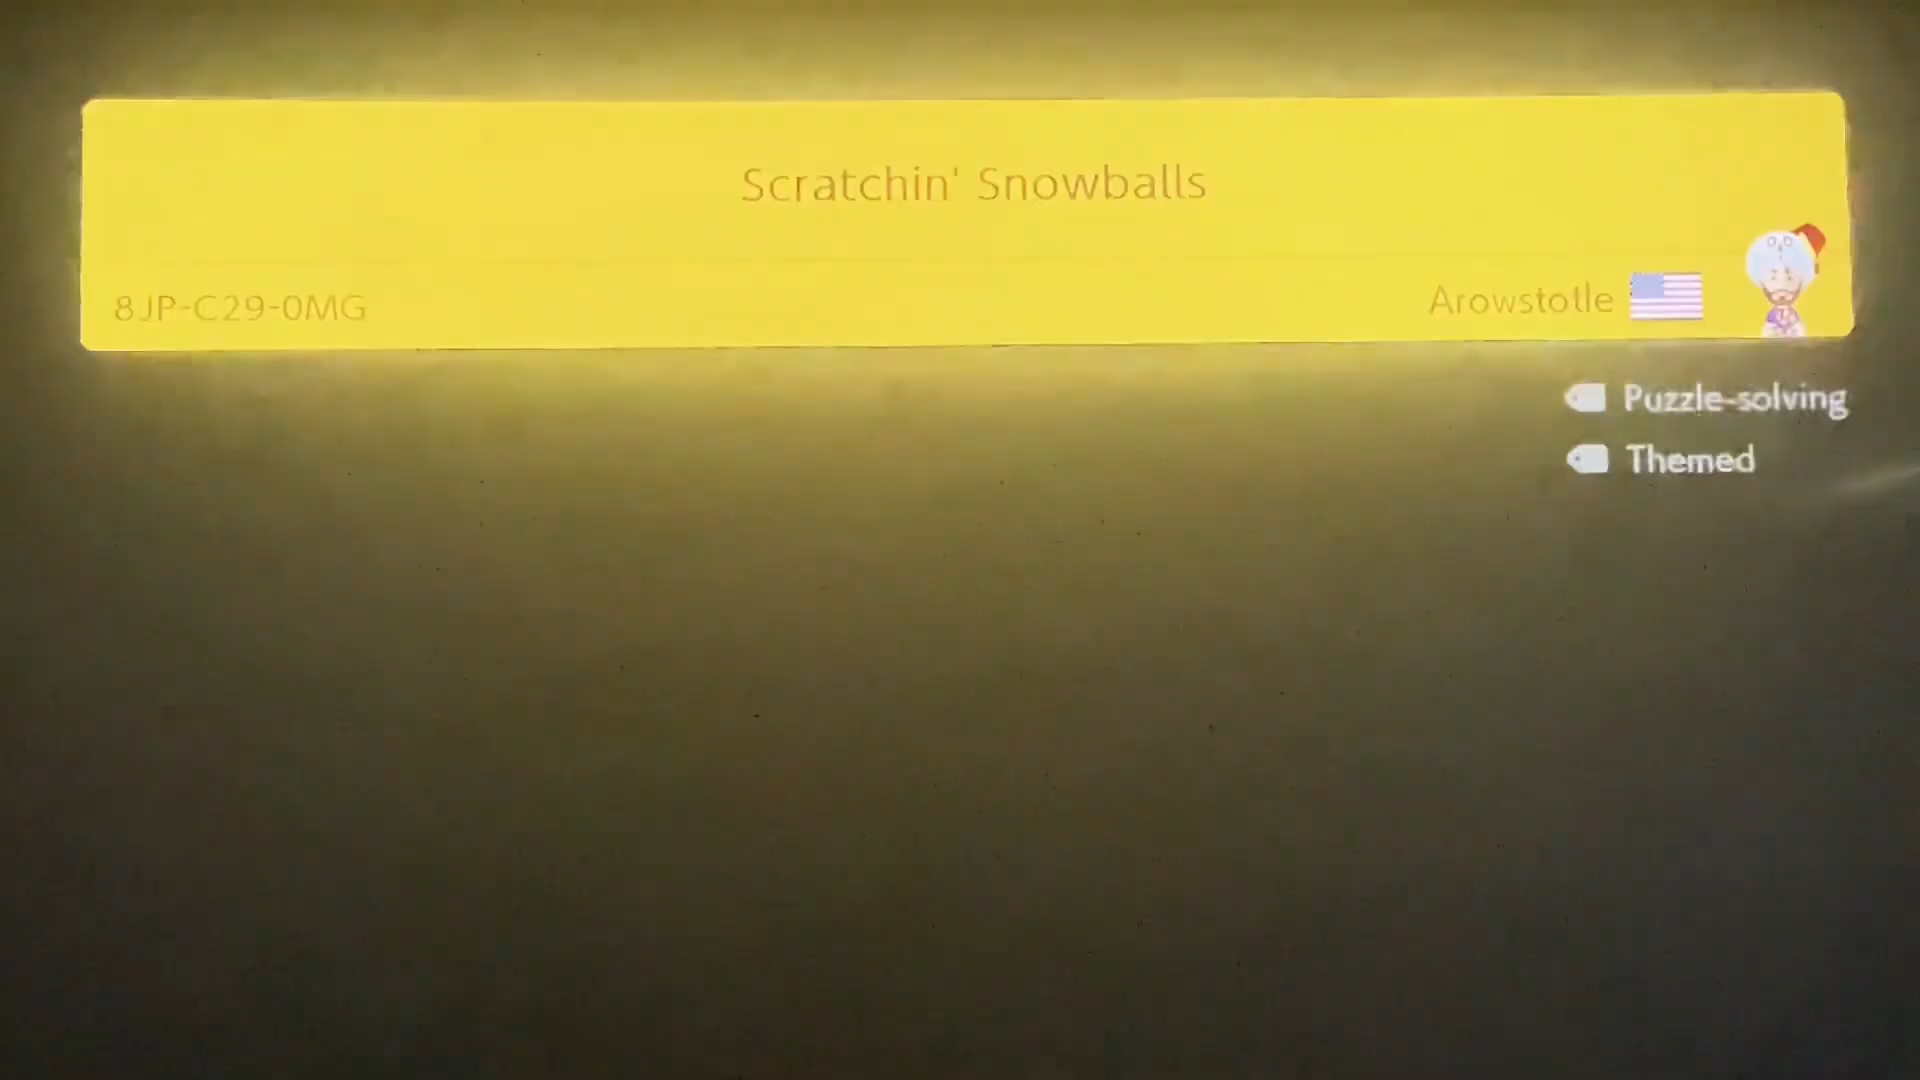 Scratchin' Snowballs
8JP-C29-0MG
Arowstotle
Puzzle-solving
Themed